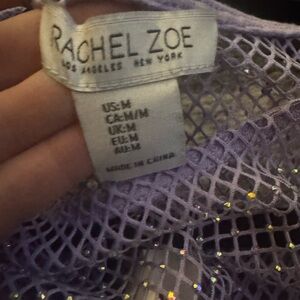 RACHEL ZOE
LOS ANGELES NEW YORK
US:M
CA:M/M
UK:M
EU:M
AU:M
MADE IN CHINA